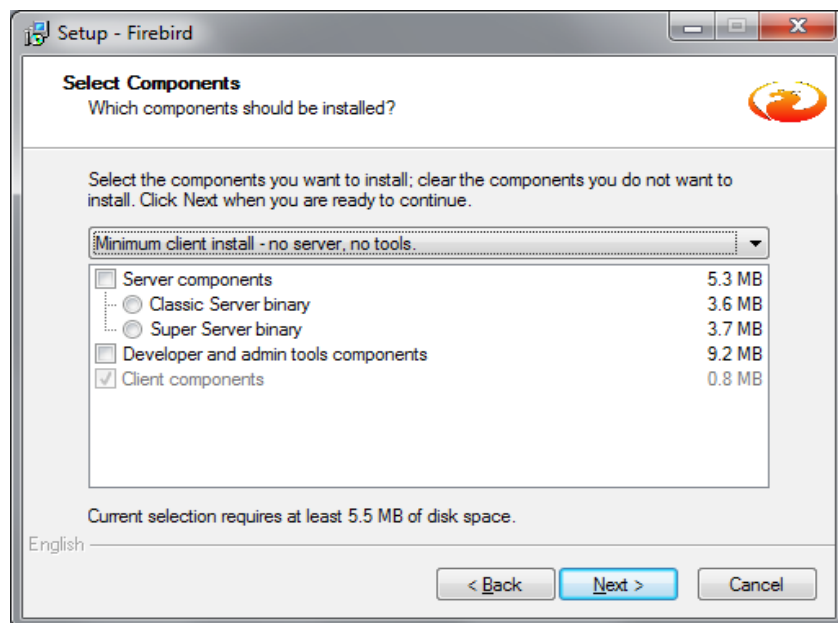 Setup - Firebird
Select Components
Which components should be installed?
Select the components you want to install; clear the components you do not want to
install. Click Next when you are ready to continue.
Minimum client install - no server, no tools.
Server components 5.3 MB
Classic Server binary 3.6 MB
Super Server binary 3.7 MB
Developer and admin tools components 9.2 MB
Client components 0.8 MB
Current selection requires at least 5.5 MB of disk space.
English
< Back Next > Cancel